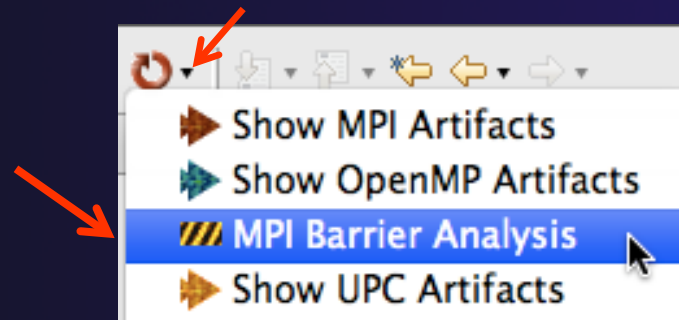 Show MPI Artifacts
Show OpenMP Artifacts
MPI Barrier Analysis
Show UPC Artifacts